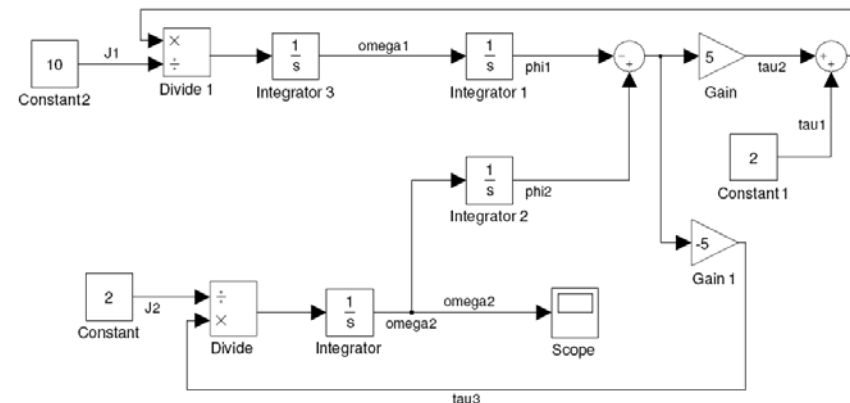 J1
10
Constant2
×
÷
Divide 1
1
s
Integrator 3
omega1
1
s
Integrator 1
phi1
−
+
5
Gain
tau2
+
+
tau1
2
Constant 1
1
s
Integrator 2
phi2
-5
Gain 1
2
Constant
J2
÷
×
Divide
1
s
Integrator
omega2
omega2
Scope
tau3